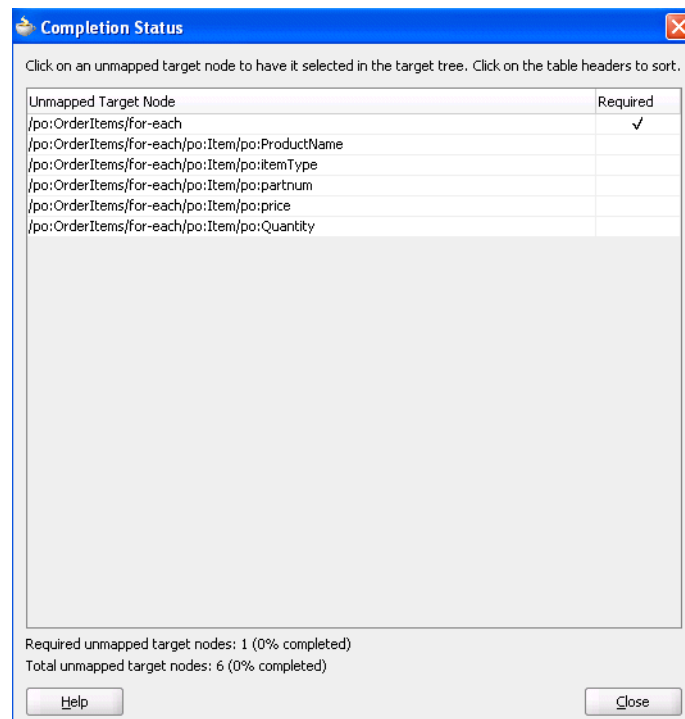 Completion Status
Click on an unmapped target node to have it selected in the target tree. Click on the table headers to sort.
Unmapped Target Node Required
/po:OrderItems/for-each ✓
/po:OrderItems/for-each/po:Item/po:ProductName
/po:OrderItems/for-each/po:Item/po:itemType
/po:OrderItems/for-each/po:Item/po:partnum
/po:OrderItems/for-each/po:Item/po:price
/po:OrderItems/for-each/po:Item/po:Quantity
Required unmapped target nodes: 1 (0% completed)
Total unmapped target nodes: 6 (0% completed)
Help Close